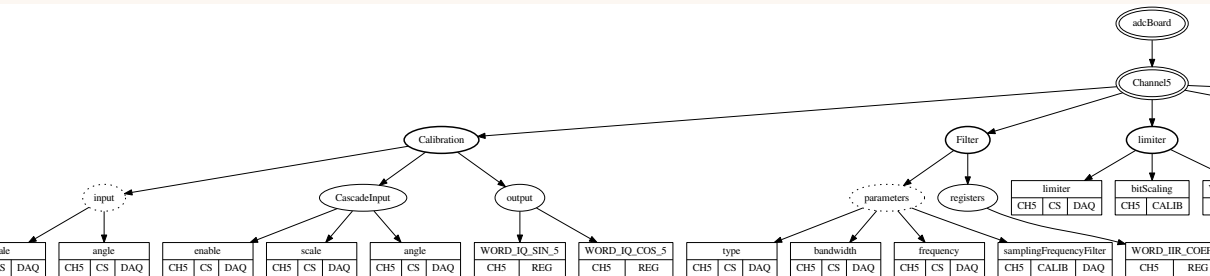 adcBoard
Channel5
Calibration
Filter
limiter
input
CascadeInput
output
parameters
registers
limiter
CH5 CS DAQ
bitScaling
CH5 CALIB
angle
CH5 CS DAQ
enable
CH5 CS DAQ
scale
CH5 CS DAQ
angle
CH5 CS DAQ
WORD_IQ_SIN_5
CH5 REG
WORD_IQ_COS_5
CH5 REG
type
CH5 CS DAQ
bandwidth
CH5 CS DAQ
frequency
CH5 CS DAQ
samplingFrequencyFilter
CH5 CALIB DAQ
CH5 REG
DAQ